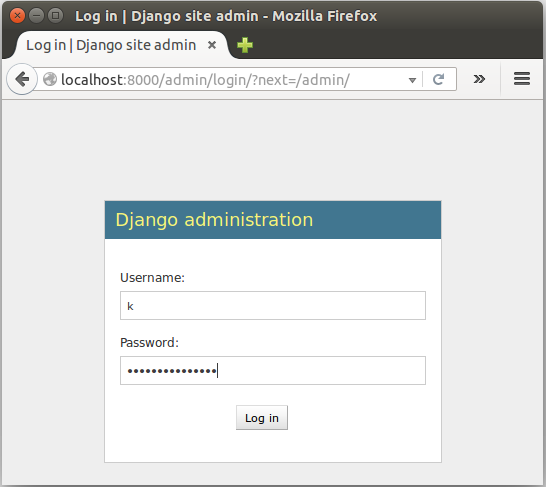 Log in | Django site admin - Mozilla Firefox
Log in | Django site admin
localhost:8000/admin/login/?next=/admin/
Django administration
Username:
k
Password:
•••••••••••••••
Log in